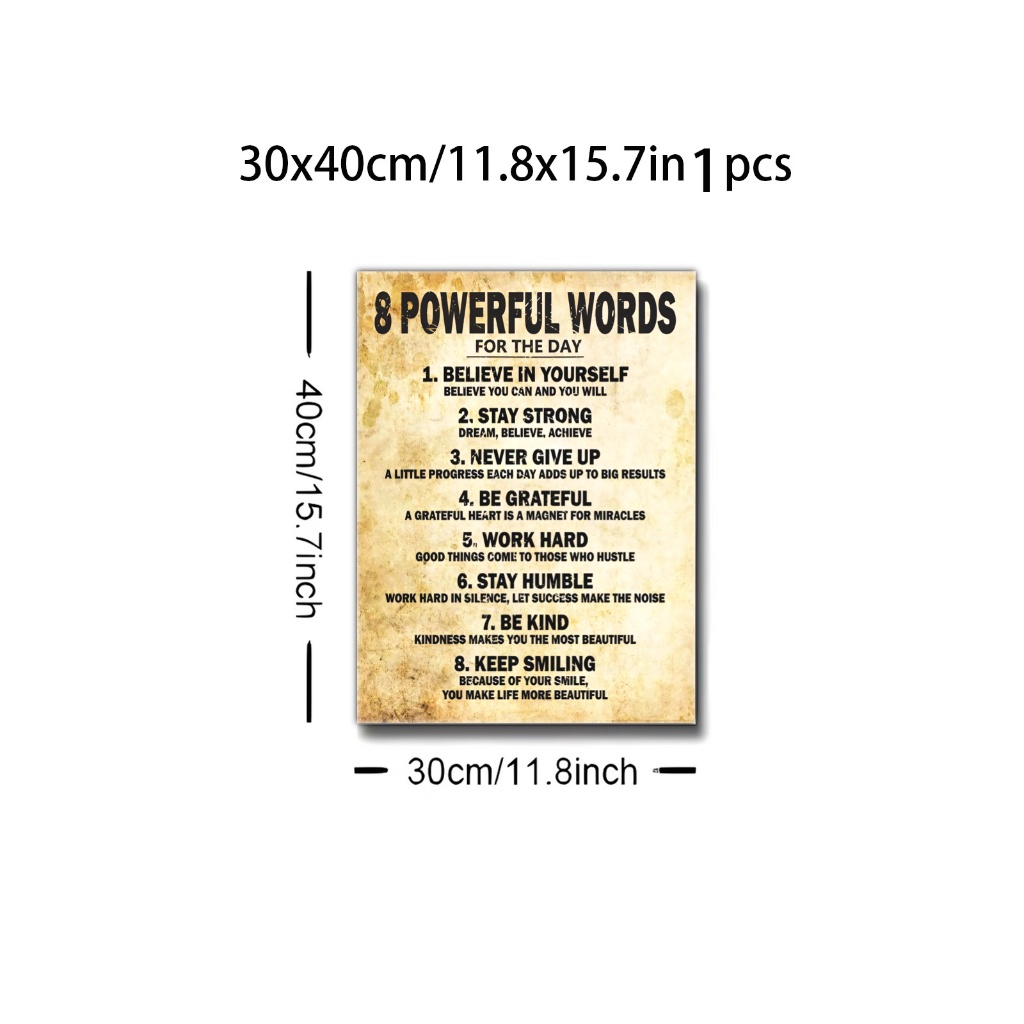 30x40cm/11.8x15.7in 1 pcs
8 POWERFUL WORDS
FOR THE DAY
1. BELIEVE IN YOURSELF
BELIEVE YOU CAN AND YOU WILL
2. STAY STRONG
DREAM, BELIEVE, ACHIEVE
3. NEVER GIVE UP
A LITTLE PROGRESS EACH DAY ADDS UP TO BIG RESULTS
4. BE GRATEFUL
A GRATEFUL HEART IS A MAGNET FOR MIRACLES
5. WORK HARD
GOOD THINGS COME TO THOSE WHO HUSTLE
6. STAY HUMBLE
WORK HARD IN SILENCE, LET SUCCESS MAKE THE NOISE
7. BE KIND
KINDNESS MAKES YOU THE MOST BEAUTIFUL
8. KEEP SMILING
BECAUSE OF YOUR SMILE,
YOU MAKE LIFE MORE BEAUTIFUL
40cm/15.7inch
30cm/11.8inch